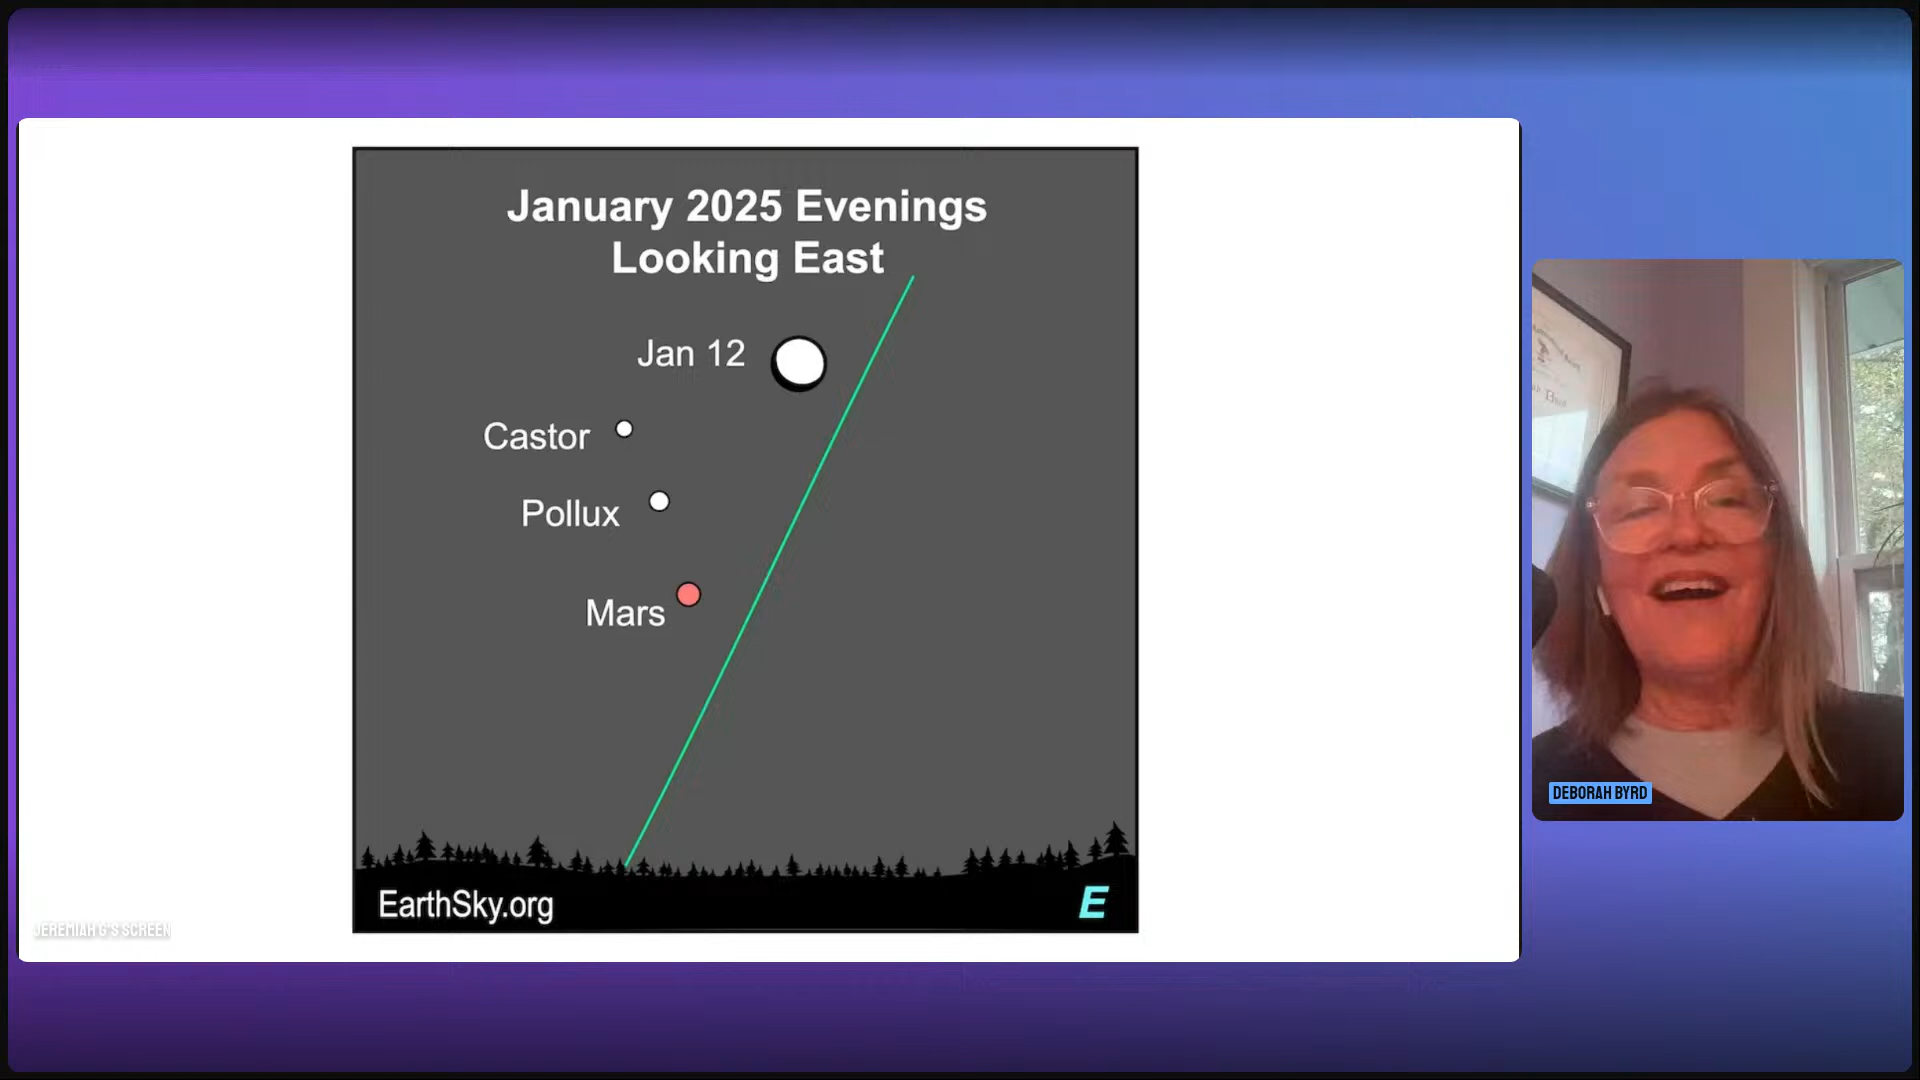 January 2025 Evenings
Looking East
Jan 12
Castor
Pollux
Mars
EarthSky.org
E
JEREMIAH G'S SCREEN
DEBORAH BYRD